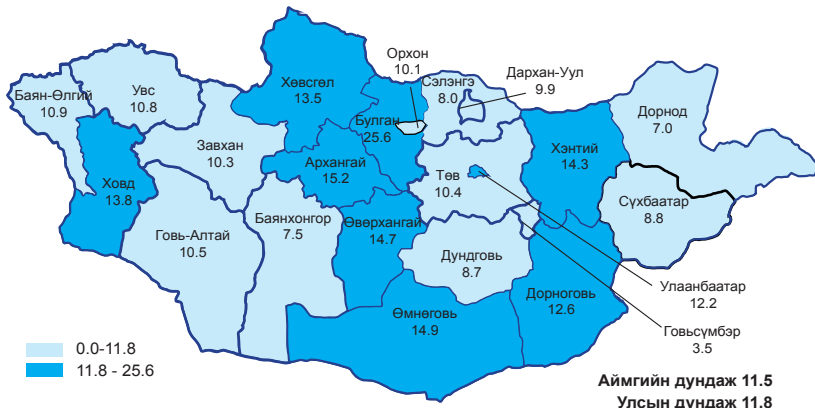 Орхон
10.1
Хөвсгөл
13.5
Сэлэнгэ
8.0
Дархан-Уул
9.9
Баян-Өлгий
10.9
Увс
10.8
Дорнод
7.0
Булган
25.6
Завхан
10.3
Архангай
15.2
Хэнтий
14.3
Төв
10.4
Ховд
13.8
Сүхбаатар
8.8
Баянхонгор
7.5
Өвөрхангай
14.7
Говь-Алтай
10.5
Дундговь
8.7
Улаанбаатар
12.2
Дорноговь
12.6
Өмнөговь
14.9
Говьсүмбэр
3.5
0.0-11.8
11.8 - 25.6
Аймгийн дундаж 11.5
Улсын дундаж 11.8